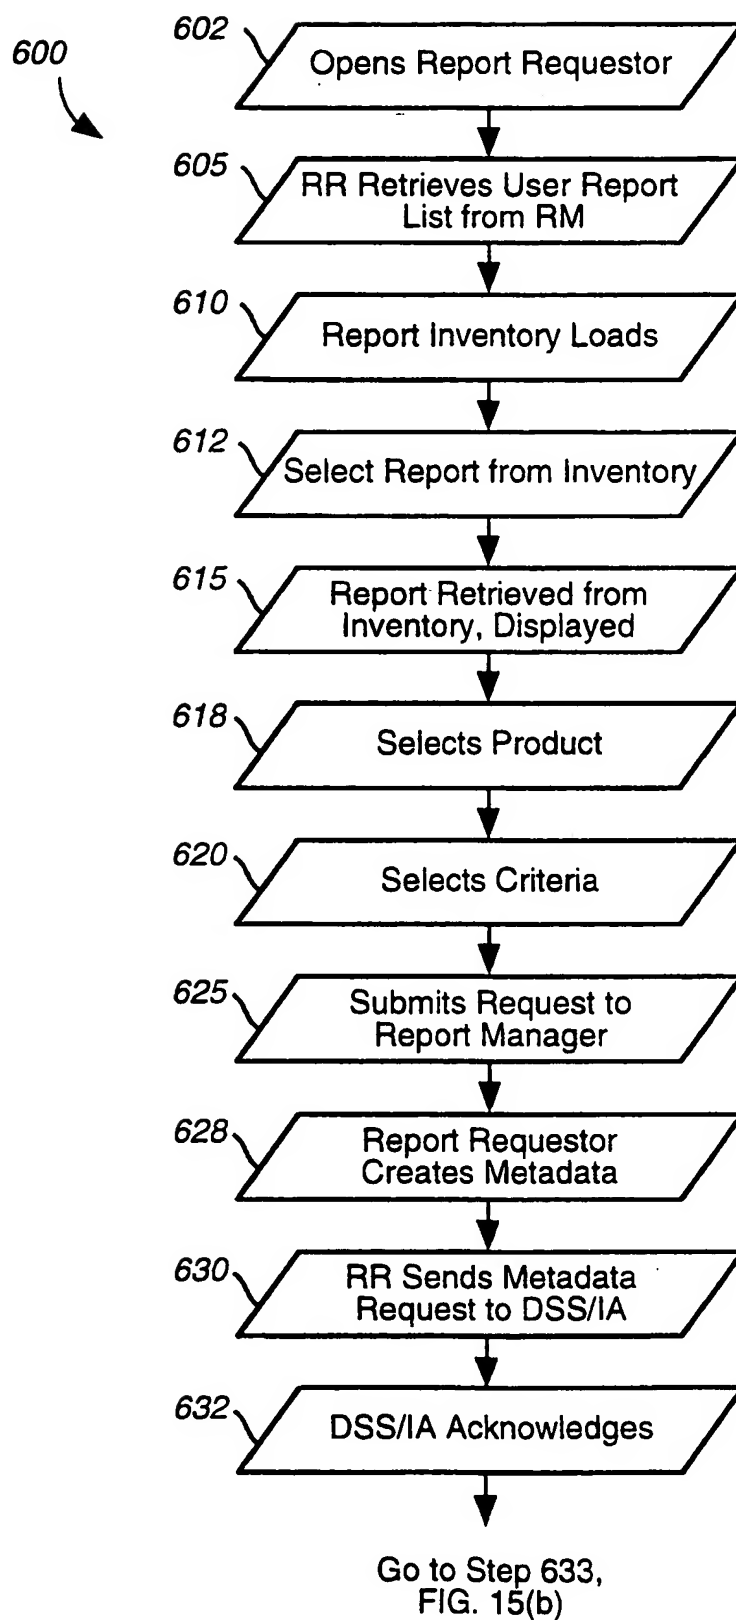 600
602
Opens Report Requestor
605
RR Retrieves User Report
List from RM
610
Report Inventory Loads
612
Select Report from Inventory
615
Report Retrieved from
Inventory, Displayed
618
Selects Product
620
Selects Criteria
625
Submits Request to
Report Manager
628
Report Requestor
Creates Metadata
630
RR Sends Metadata
Request to DSS/IA
632
DSS/IA Acknowledges
Go to Step 633,
FIG. 15(b)